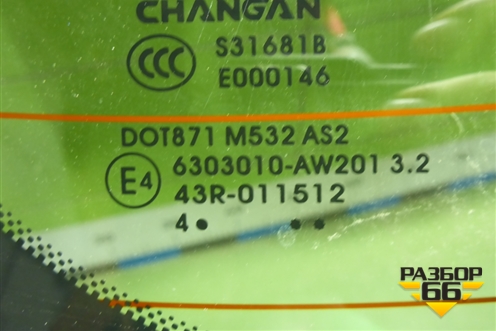 CHANGAN
CCC
S31681B
E000146
DOT871 M532 AS2
E4
6303010-AW201 3.2
43R-011512
4● ●●
РАЗБОР
66